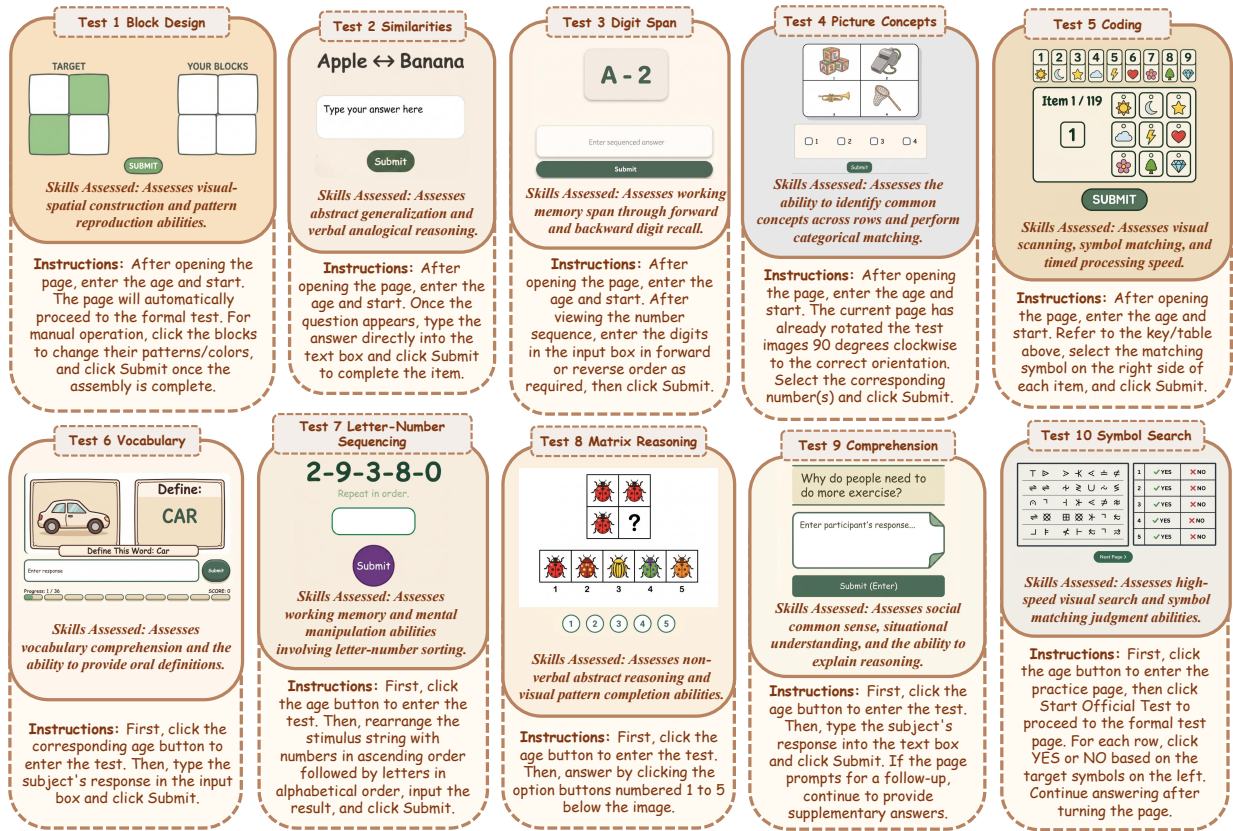 Test 1 Block Design
TARGET
YOUR BLOCKS
SUBMIT
Skills Assessed: Assesses visual-
spatial construction and pattern
reproduction abilities.
Instructions: After opening the
page, enter the age and start.
The page will automatically
proceed to the formal test. For
manual operation, click the blocks
to change their patterns/colors,
and click Submit once the
assembly is complete.
Test 2 Similarities
Apple ↔ Banana
Type your answer here
Submit
Skills Assessed: Assesses
abstract generalization and
verbal analogical reasoning.
Instructions: After
opening the page, enter the
age and start. Once the
question appears, type the
answer directly into the
text box and click Submit
to complete the item.
Test 3 Digit Span
A - 2
Enter sequenced answer
Submit
Skills Assessed: Assesses working
memory span through forward
and backward digit recall.
Instructions: After
opening the page, enter the
age and start. After
viewing the number
sequence, enter the digits
in the input box in forward
or reverse order as
required, then click Submit.
Test 4 Picture Concepts
1 2 3 4
Submit
Skills Assessed: Assesses the
ability to identify common
concepts across rows and perform
categorical matching.
Instructions: After opening
the page, enter the age and
start. The current page has
already rotated the test
images 90 degrees clockwise
to the correct orientation.
Select the corresponding
number(s) and click Submit.
Test 5 Coding
1 2 3 4 5 6 7 8 9
Item 1 / 119
1
SUBMIT
Skills Assessed: Assesses visual
scanning, symbol matching, and
timed processing speed.
Instructions: After opening
the page, enter the age and
start. Refer to the key/table
above, select the matching
symbol on the right side of
each item, and click Submit.
Test 6 Vocabulary
Define:
CAR
Define This Word: Car
Enter response
Submit
Progress: 1 / 36
SCORE: 0
Skills Assessed: Assesses
vocabulary comprehension and the
ability to provide oral definitions.
Instructions: First, click the
corresponding age button to
enter the test. Then, type the
subject's response in the input
box and click Submit.
Test 7 Letter-Number
Sequencing
2-9-3-8-0
Repeat in order.
Submit
Skills Assessed: Assesses
working memory and mental
manipulation abilities
involving letter-number sorting.
Instructions: First, click
the age button to enter the
test. Then, rearrange the
stimulus string with
numbers in ascending order
followed by letters in
alphabetical order, input the
result, and click Submit.
Test 8 Matrix Reasoning
?
1 2 3 4 5
1 2 3 4 5
Skills Assessed: Assesses non-
verbal abstract reasoning and
visual pattern completion abilities.
Instructions: First, click the
age button to enter the test.
Then, answer by clicking the
option buttons numbered 1 to 5
below the image.
Test 9 Comprehension
Why do people need to
do more exercise?
Enter participant's response...
Submit (Enter)
Skills Assessed: Assesses social
common sense, situational
understanding, and the ability to
explain reasoning.
Instructions: First, click
the age button to enter the test.
Then, type the subject's
response into the text box
and click Submit. If the page
prompts for a follow-up,
continue to provide
supplementary answers.
Test 10 Symbol Search
1 ✓YES ✗NO
2 ✓YES ✗NO
3 ✓YES ✗NO
4 ✓YES ✗NO
5 ✓YES ✗NO
Next Page >
Skills Assessed: Assesses high-
speed visual search and symbol
matching judgment abilities.
Instructions: First, click
the age button to enter the
practice page, then click
Start Official Test to
proceed to the formal test
page. For each row, click
YES or NO based on the
target symbols on the left.
Continue answering after
turning the page.